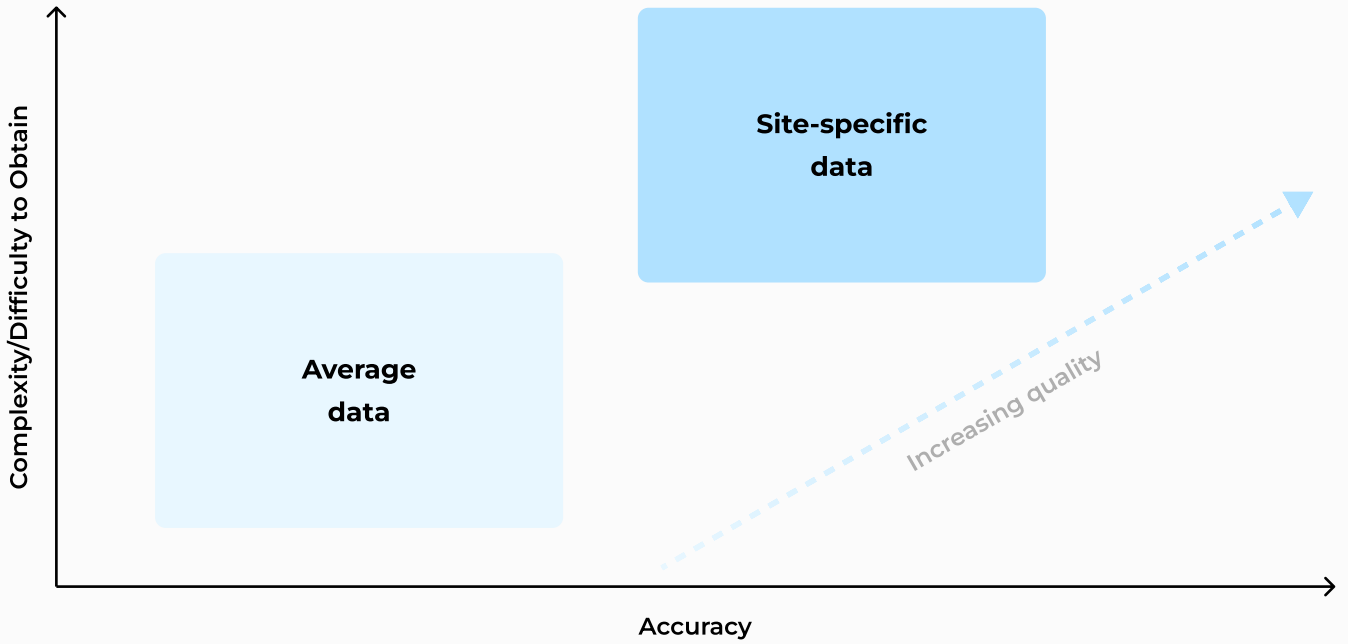 Complexity/Difficulty to Obtain
Site-specific
data
Average
data
Increasing quality
Accuracy